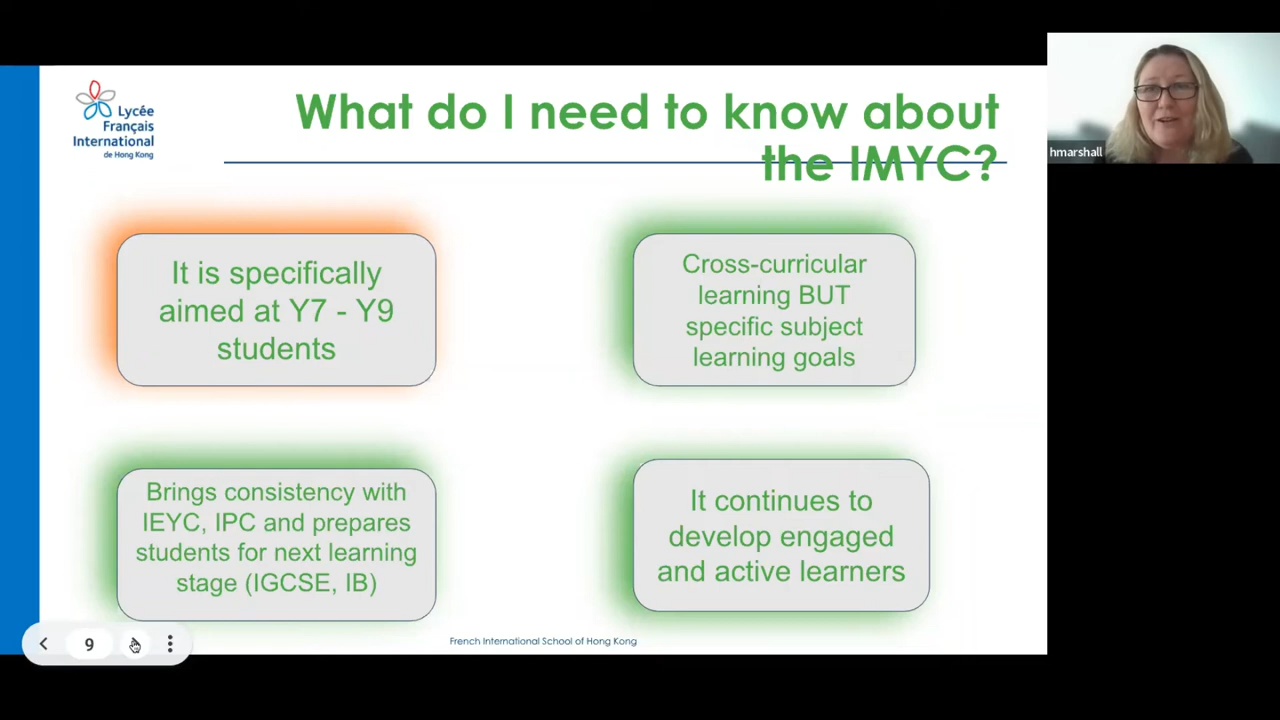 Lycée
Français
International
de Hong Kong
What do I need to know about
the IMYC?
hmarshall
It is specifically
aimed at Y7 - Y9
students
Cross-curricular
learning BUT
specific subject
learning goals
Brings consistency with
IEYC, IPC and prepares
students for next learning
stage (IGCSE, IB)
It continues to
develop engaged
and active learners
9
French International School of Hong Kong